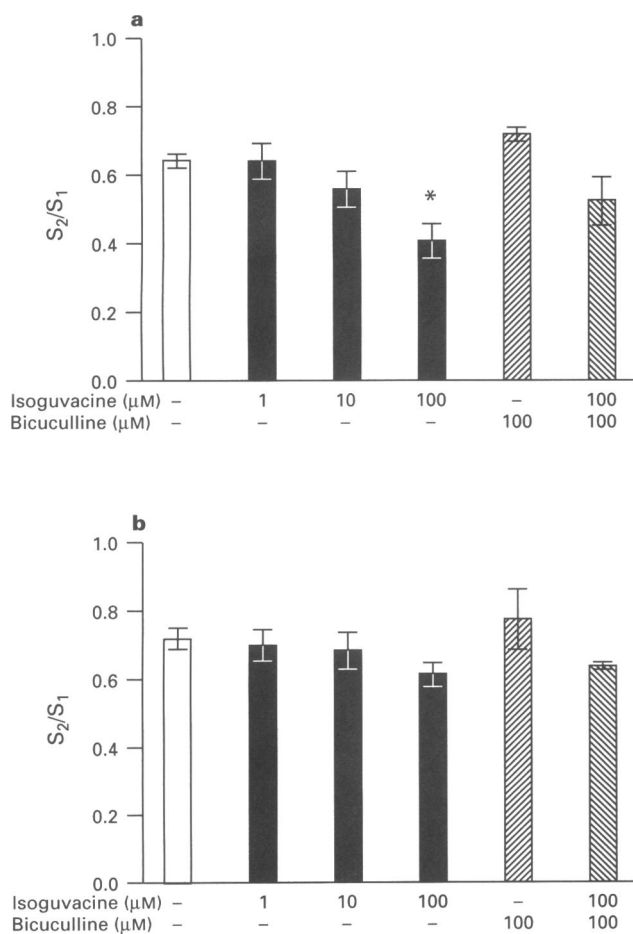 a
1.0
0.8
0.6
0.4
0.2
0.0
S₂/S₁
*
Isoguvacine (µM) – 1 10 100 – 100
Bicuculline (µM) – – – – 100 100
b
1.0
0.8
0.6
0.4
0.2
0.0
S₂/S₁
Isoguvacine (µM) – 1 10 100 – 100
Bicuculline (µM) – – – – 100 100